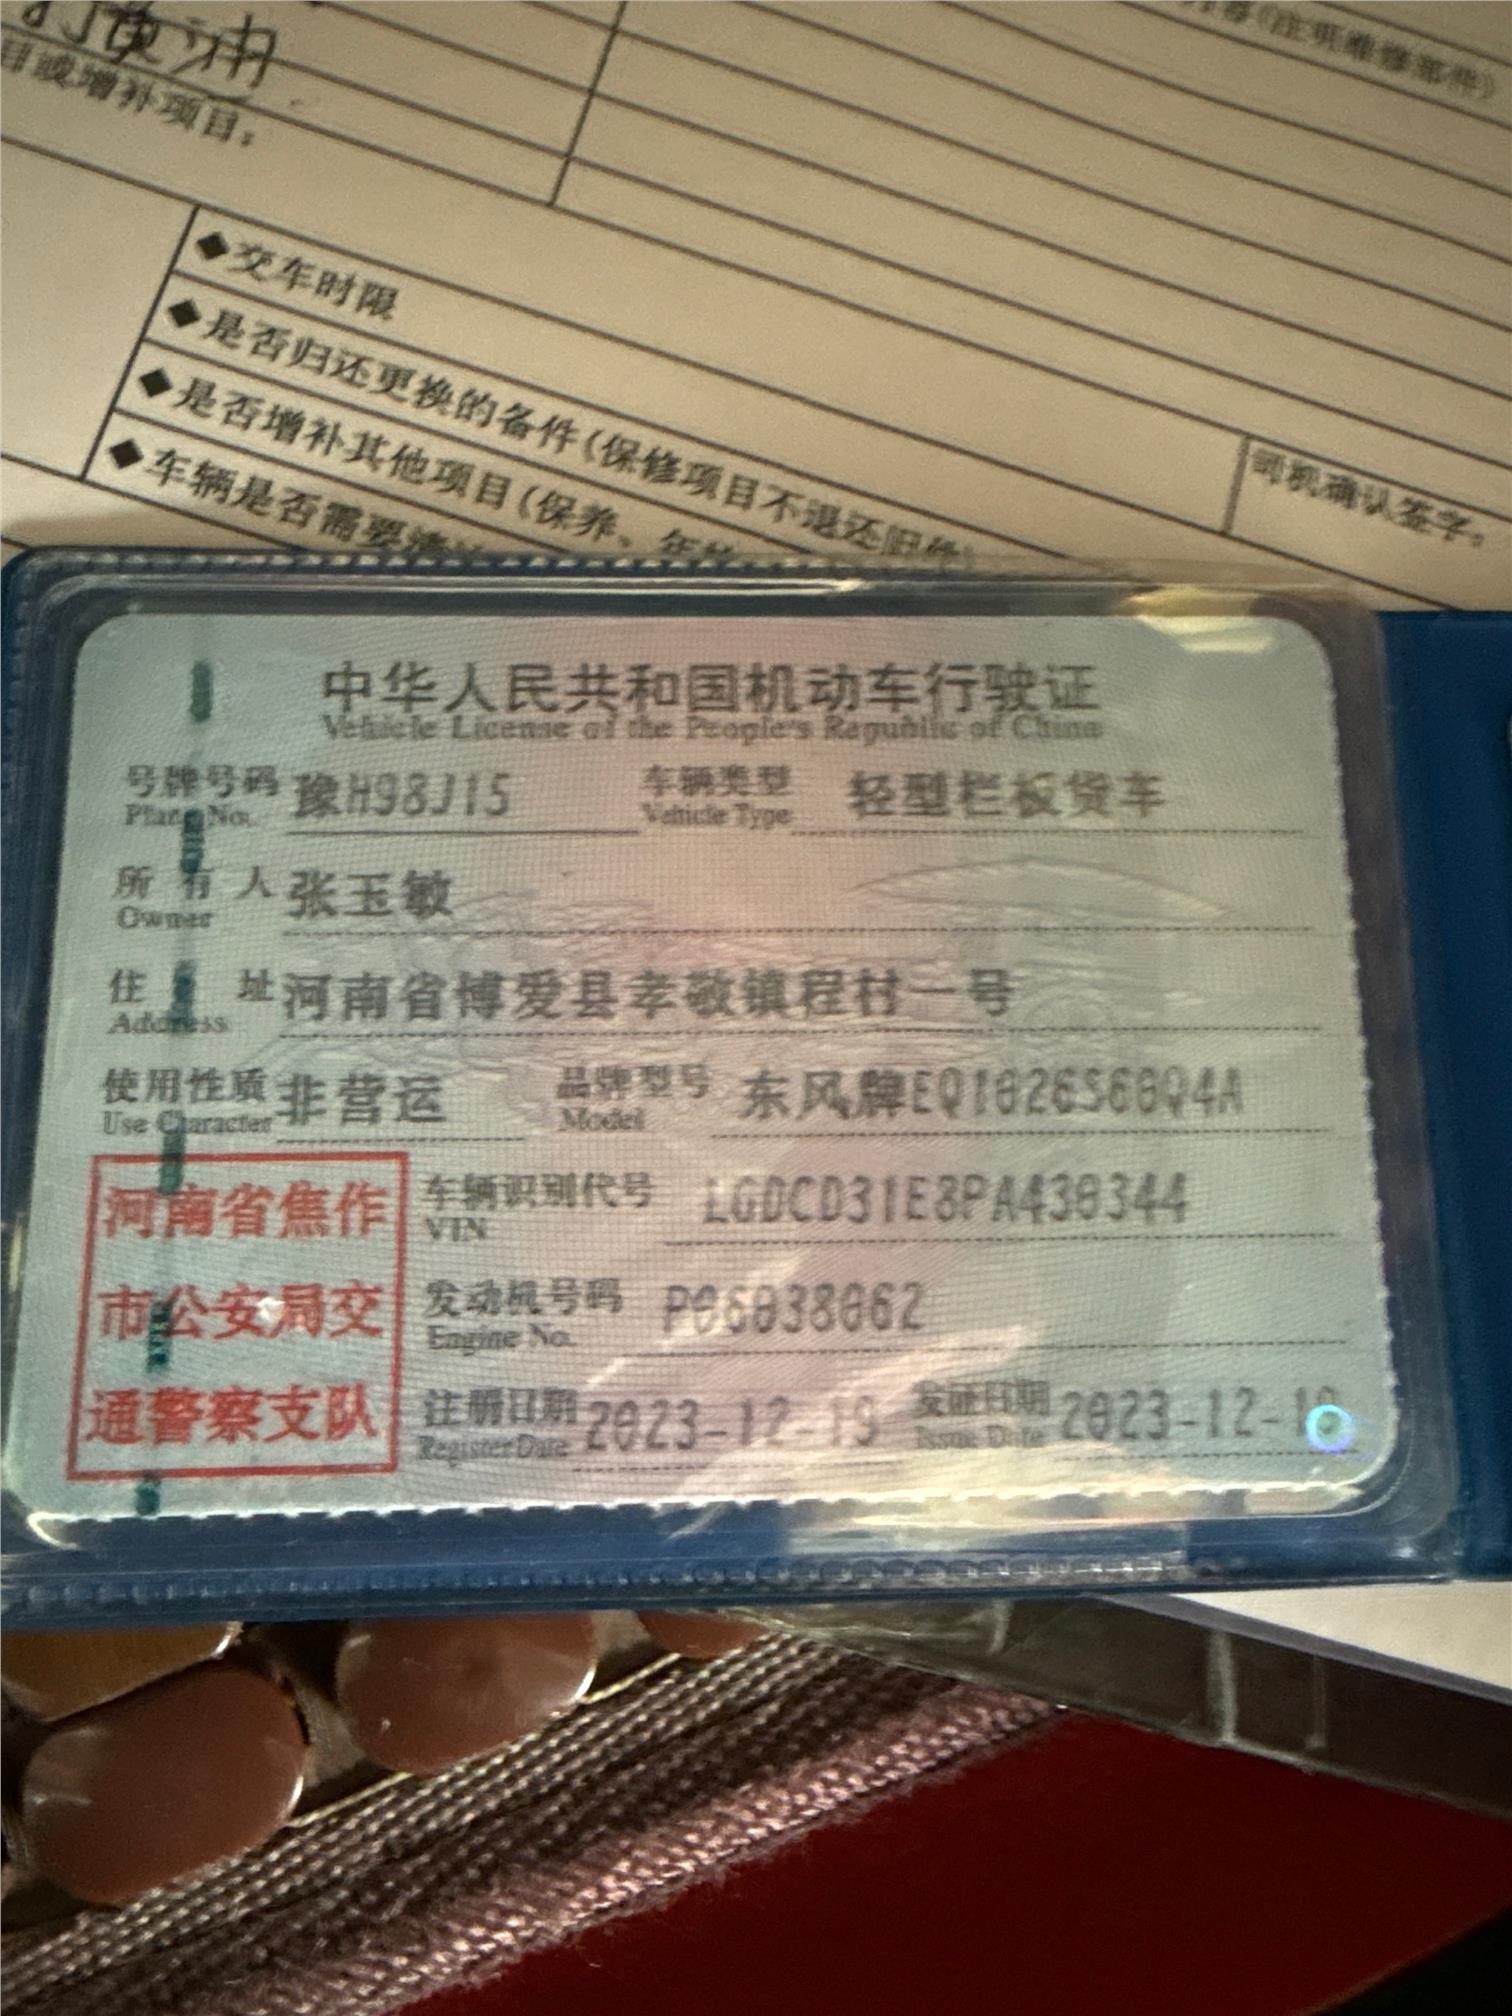 换油
目或增补项目：
◆交车时限
◆是否归还更换的备件(保修项目不退还旧件)
◆是否增补其他项目(保养、
◆车辆是否需要
司机确认签字：
中华人民共和国机动车行驶证
Vehicle License of the People's Republic of China
号牌号码 豫H98J15 车辆类型 轻型栏板货车
Plate No. Vehicle Type
所有人 张玉敏
Owner
住址 河南省博爱县孝敬镇程村一号
Address
使用性质 非营运 品牌型号 东风牌EQ1026S60Q4A
Use Character Model
河南省焦作
市公安局交
通警察支队
车辆识别代号 LGDCD31E8PA430344
VIN
发动机号码 P06038062
Engine No.
注册日期 2023-12-19 发证日期 2023-12-19
Register Date Issue Date